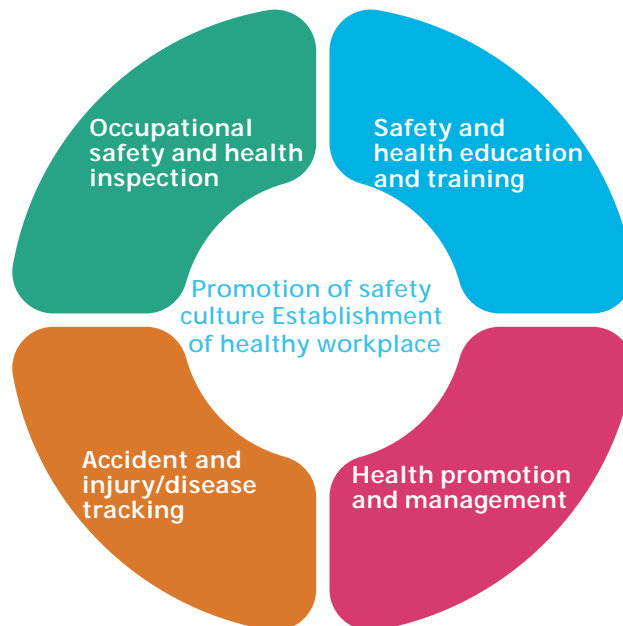 Occupational
safety and health
inspection
Safety and
health education
and training
Promotion of safety
culture Establishment
of healthy workplace
Accident and
injury/disease
tracking
Health promotion
and management